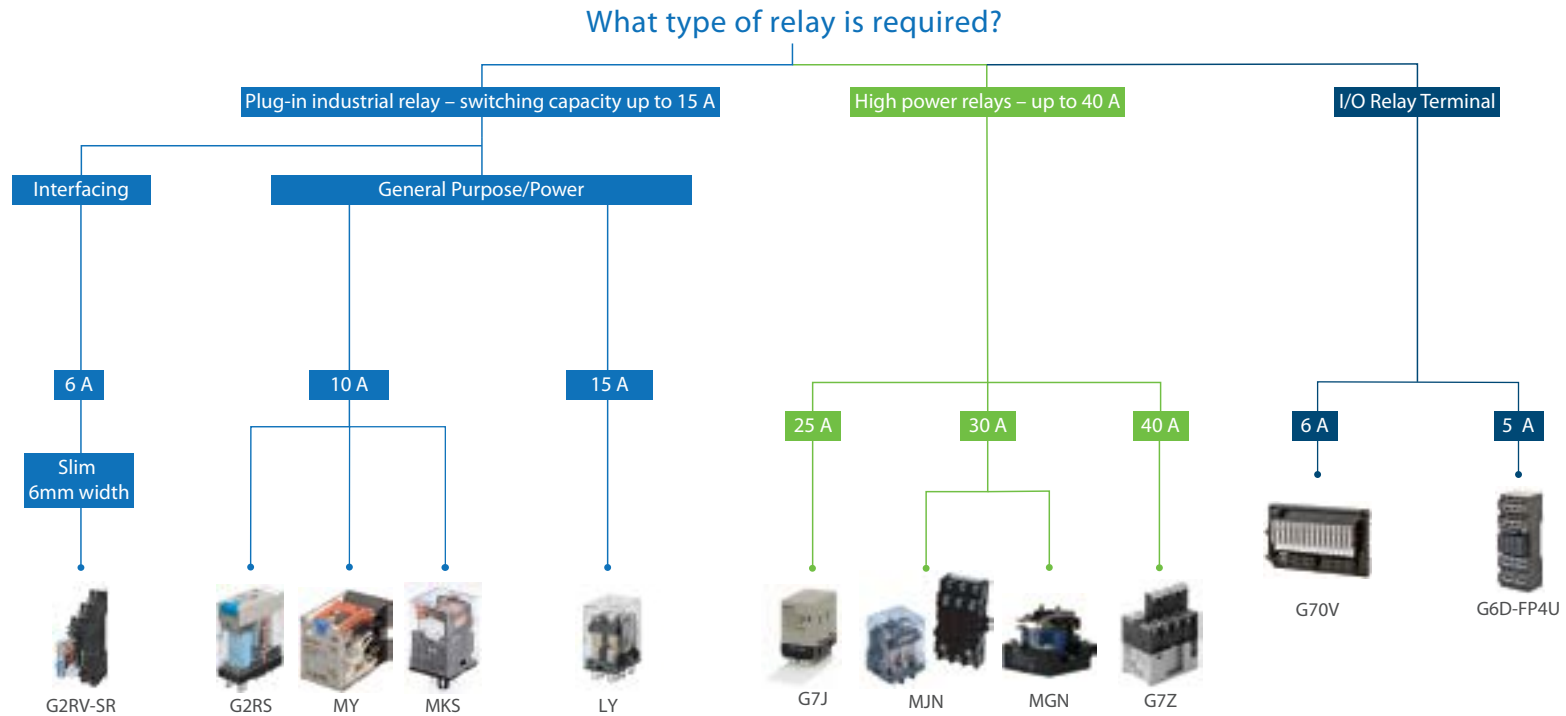 What type of relay is required?
Plug-in industrial relay – switching capacity up to 15 A
High power relays – up to 40 A
I/O Relay Terminal
Interfacing
General Purpose/Power
6 A
10 A
15 A
25 A
30 A
40 A
6 A
5 A
Slim
6mm width
G2RV-SR
G2RS
MY
MKS
LY
G7J
MJN
MGN
G7Z
G70V
G6D-FP4U